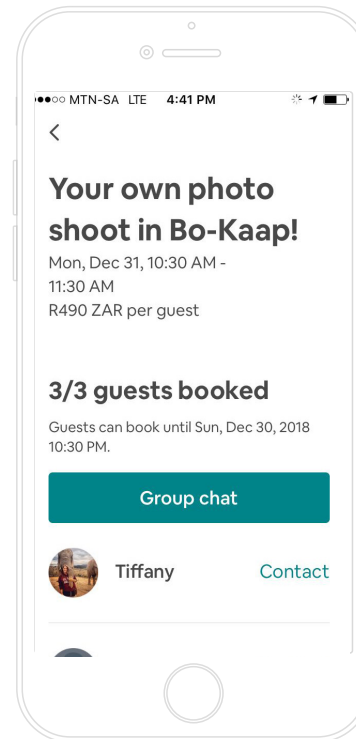 MTN-SA LTE 4:41 PM
Your own photo
shoot in Bo-Kaap!
Mon, Dec 31, 10:30 AM -
11:30 AM
R490 ZAR per guest
3/3 guests booked
Guests can book until Sun, Dec 30, 2018
10:30 PM.
Group chat
Tiffany Contact